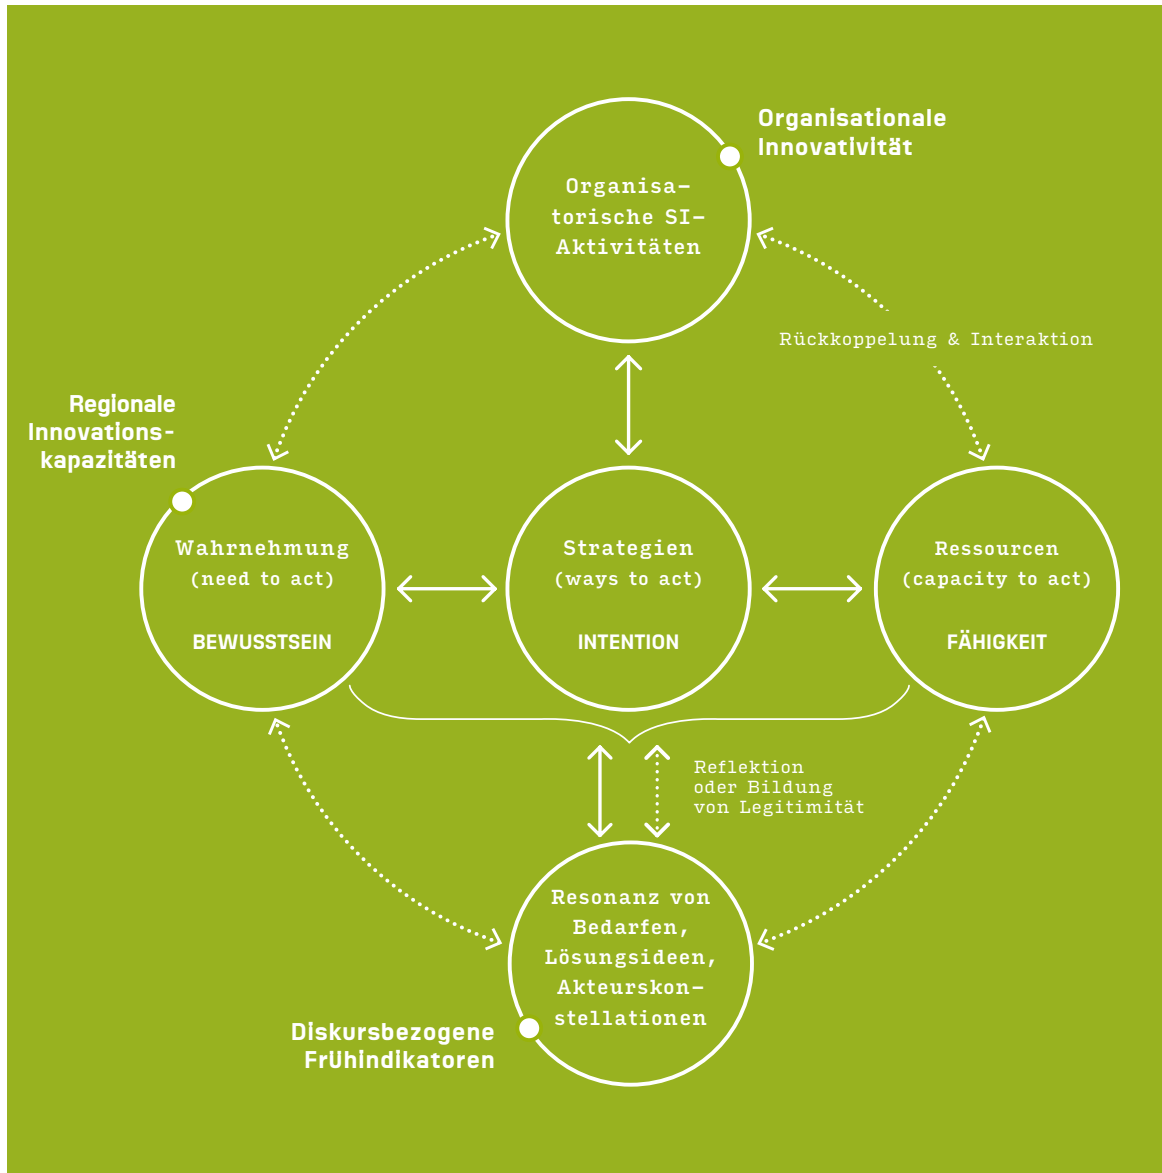 Organisationale
Innovativität
Organisa-
torische SI-
Aktivitäten
Rückkoppelung & Interaktion
Regionale
Innovations-
kapazitäten
Wahrnehmung
(need to act)
BEWUSSTSEIN
Strategien
(ways to act)
INTENTION
Ressourcen
(capacity to act)
FÄHIGKEIT
Reflektion
oder Bildung
von Legitimität
Resonanz von
Bedarfen,
Lösungsideen,
Akteurskon-
stellationen
Diskursbezogene
Frühindikatoren